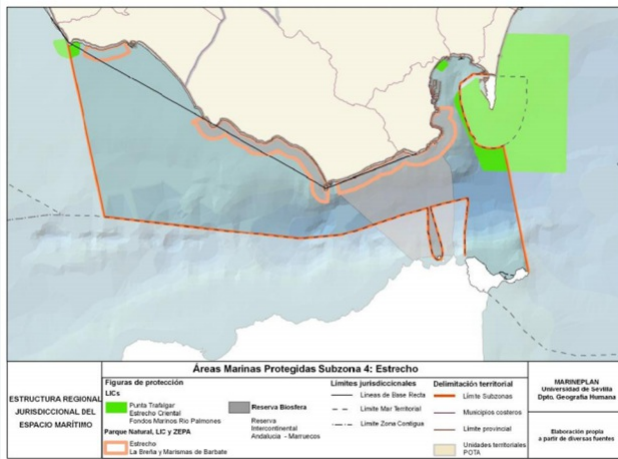 Áreas Marinas Protegidas Subzona 4: Estrecho
ESTRUCTURA REGIONAL
JURISDICCIONAL DEL
ESPACIO MARÍTIMO
Figuras de protección
LICs
Punta Trafalgar
Estrecho Oriental
Fondos Marinos Río Palmones
Parque Natural, LIC y ZEPA
Estrecho
La Breña y Marismas de Barbate
Reserva Biosfera
Reserva
Intercontinental
Andalucía - Marruecos
Límites jurisdiccionales
Líneas de Base Recta
Límite Mar Territorial
Límite Zona Contigua
Delimitación territorial
Límite Subzonas
Municipios costeros
Límite provincial
Unidades territoriales
POTA
MARINEPLAN
Universidad de Sevilla
Dpto. Geografía Humana
Elaboración propia
a partir de diversas fuentes